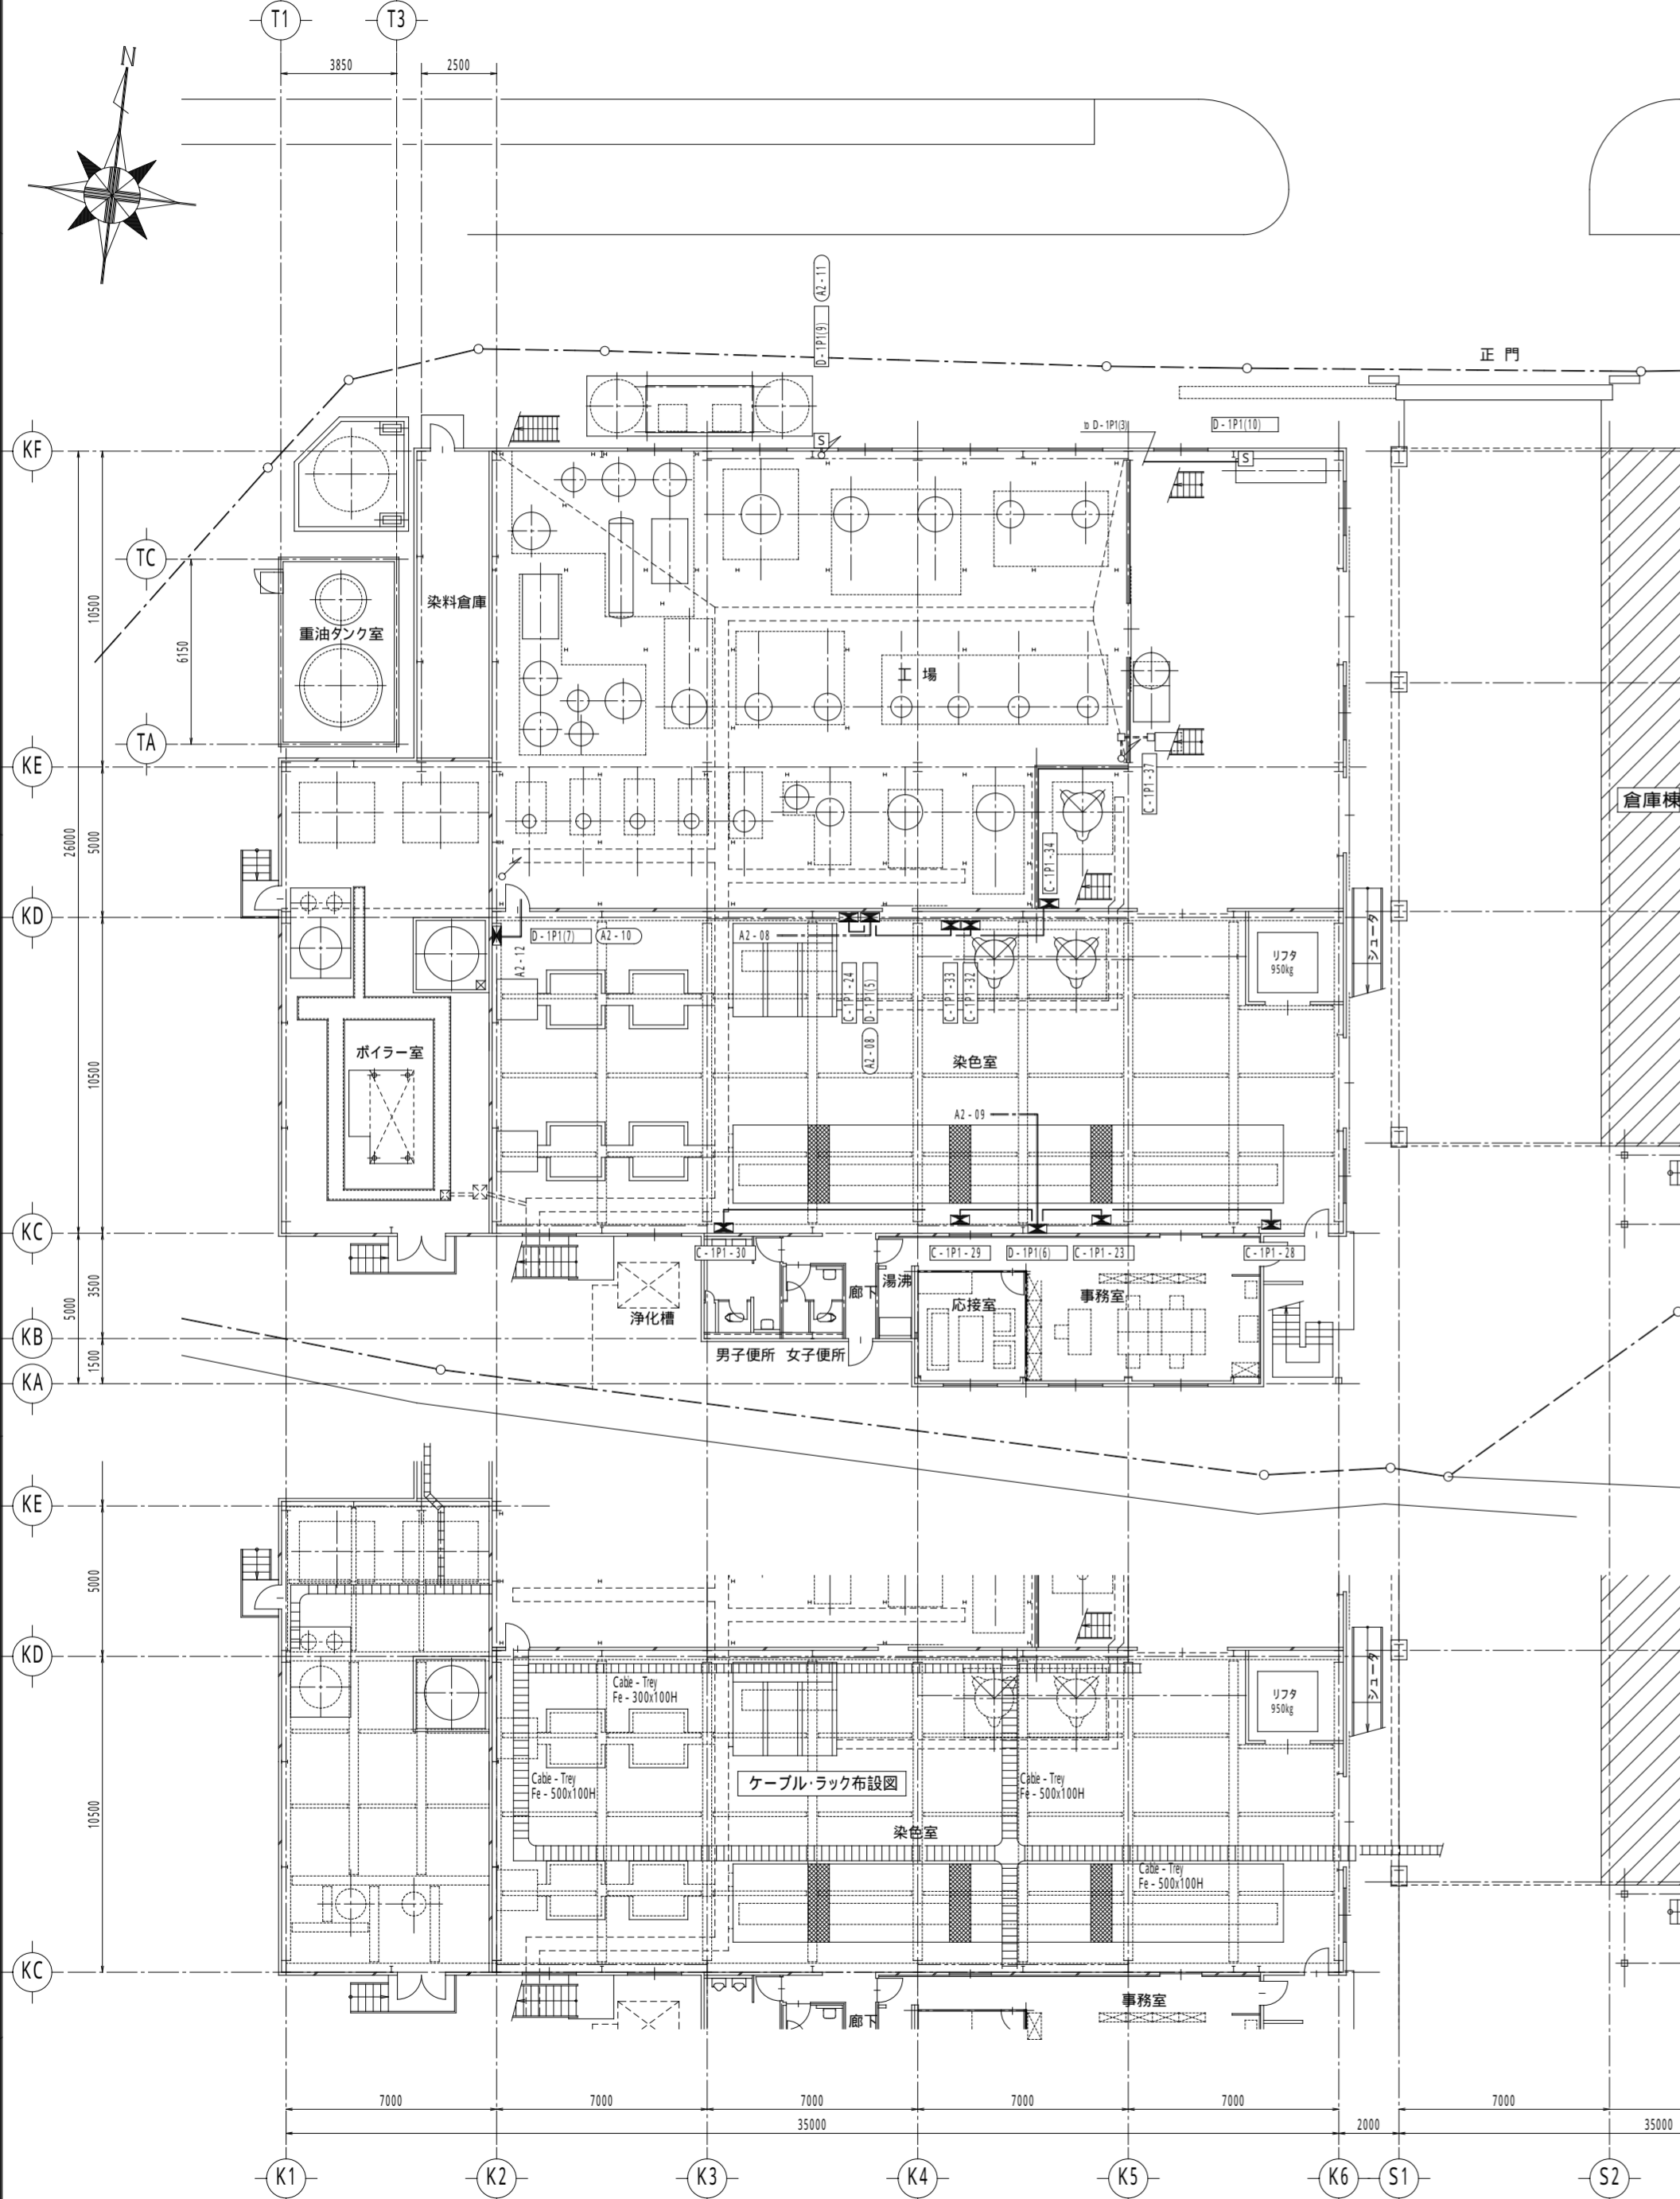 T1
T3
3850
2500
N
A2-11
D-1P1(9)
正 門
to D-1P1(3)
D-1P1(10)
S
S
KF
TC
TA
KE
KD
KC
KB
KA
10500
6150
26000
5000
10500
3500
5000
1500
染料倉庫
重油タンク室
工 場
C-1P1-37
C-1P1-34
倉庫棟
D-1P1(7)
A2-10
A2-12
A2-08
C-1P1-24
D-1P1(5)
A2-08
C-1P1-33
C-1P1-32
リフタ
950kg
シュータ
ボイラー室
染色室
A2-09
C-1P1-30
C-1P1-29
D-1P1(6)
C-1P1-23
C-1P1-28
湯沸
廊下
応接室
事務室
浄化槽
男子便所
女子便所
KE
5000
KD
10500
KC
Cable-Trey
Fe-300x100H
リフタ
950kg
シュータ
Cable-Trey
Fe-500x100H
ケーブル・ラック布設図
Cable-Trey
Fe-500x100H
染色室
Cable-Trey
Fe-500x100H
事務室
廊下
7000
7000
7000
7000
7000
7000
35000
2000
35000
K1
K2
K3
K4
K5
K6
S1
S2